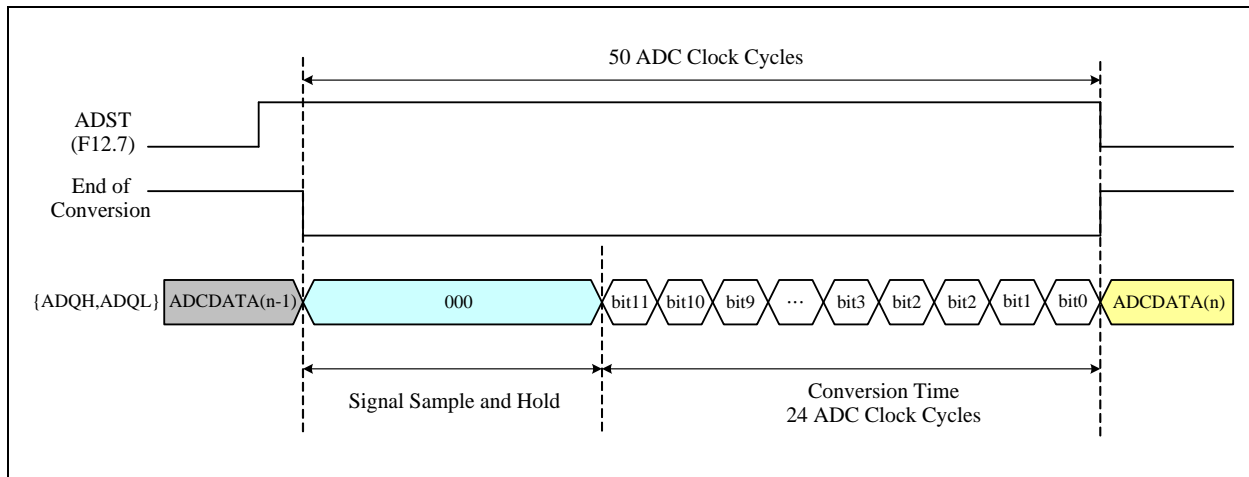 50 ADC Clock Cycles
ADST
(F12.7)
End of
Conversion
{ADQH,ADQL}
ADCDATA(n-1)
000
bit11
bit10
bit9
...
bit3
bit2
bit2
bit1
bit0
ADCDATA(n)
Signal Sample and Hold
Conversion Time
24 ADC Clock Cycles